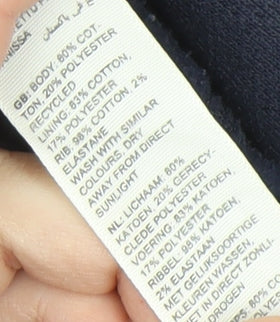 GB: BODY: 80% COT-
TON, 20% POLYESTER
RECYCLED
LINING: 83% COTTON,
17% POLYESTER
RIB: 98% COTTON, 2%
ELASTANE
WASH WITH SIMILAR
COLOURS, DRY
AWAY FROM DIRECT
SUNLIGHT
NL: LICHAAM: 80%
KATOEN, 20% GERECY-
VOERING: 83% KATOEN,
17% POLYESTER
RIBBEL: 98% KATOEN,
2% ELASTAAN
MET GELIJKSOORTIGE
KLEUREN WASSEN,
NIET IN DIRECT ZONLI
DROGEN